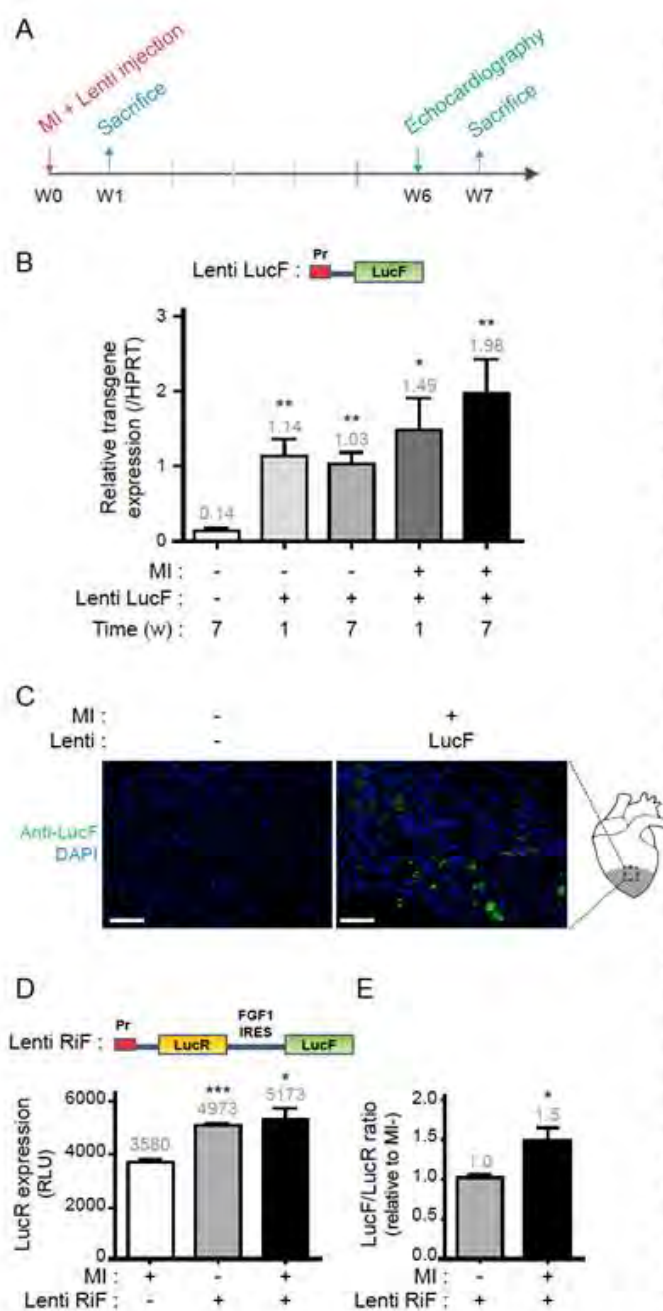 A
MI + Lenti injection
Sacrifice
Echocardiography
Sacrifice
W0 W1 W6 W7
B
Pr
Lenti LucF : LucF
Relative transgene
expression (/HPRT)
3
2
1
0
0.14
**
1.14
**
1.03
*
1.49
**
1.98
MI : - - - + +
Lenti LucF : - + + + +
Time (w) : 7 1 7 1 7
C
MI : - +
Lenti : - LucF
Anti-LucF
DAPI
D
Pr FGF1
IRES
Lenti RiF : LucR LucF
LucR expression
(RLU)
6000
4000
2000
0
3580
***
4973
*
5173
MI : + - +
Lenti RiF : - + +
E
LucF/LucR ratio
(relative to MI-)
2.0
1.5
1.0
0.5
0.0
1.0
*
1.5
MI : - +
Lenti RiF : + +